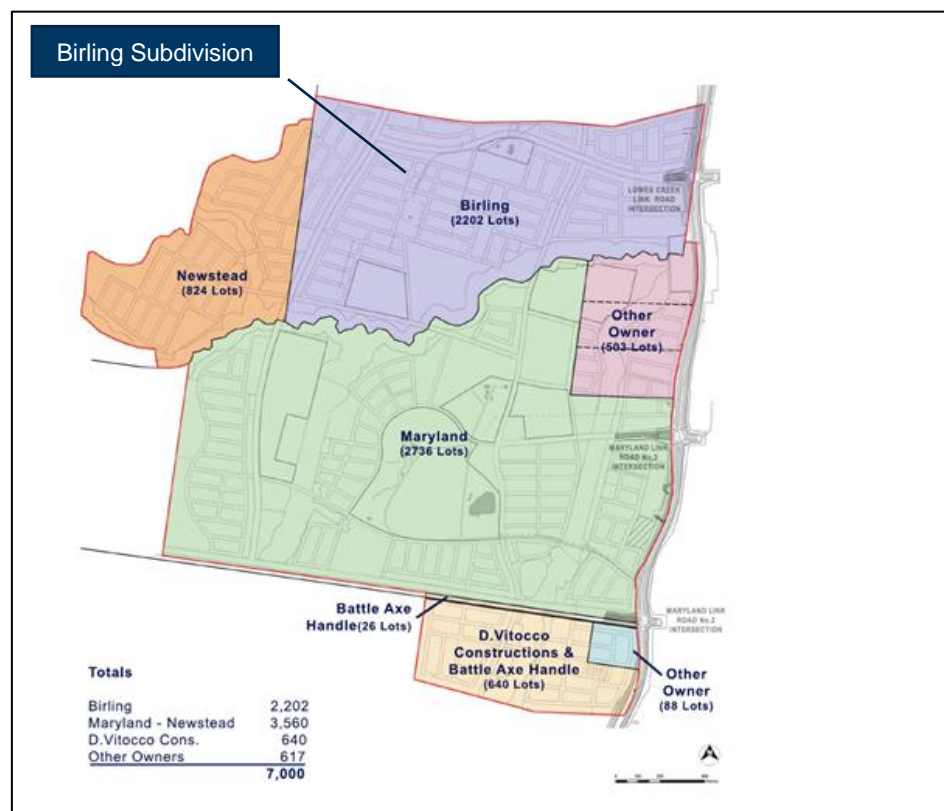 Birling Subdivision
LOWES CREEK
LINK ROAD
INTERSECTION
Birling
(2202 Lots)
Newstead
(824 Lots)
Other
Owner
(503 Lots)
Maryland
(2736 Lots)
MARYLAND LINK
ROAD No.3
INTERSECTION
Battle Axe
Handle(26 Lots)
MARYLAND LINK
ROAD No.2
INTERSECTION
D.Vitocco
Constructions &
Battle Axe Handle
(640 Lots)
Other
Owner
(88 Lots)
Totals
Birling 2,202
Maryland - Newstead 3,560
D.Vitocco Cons. 640
Other Owners 617
7,000